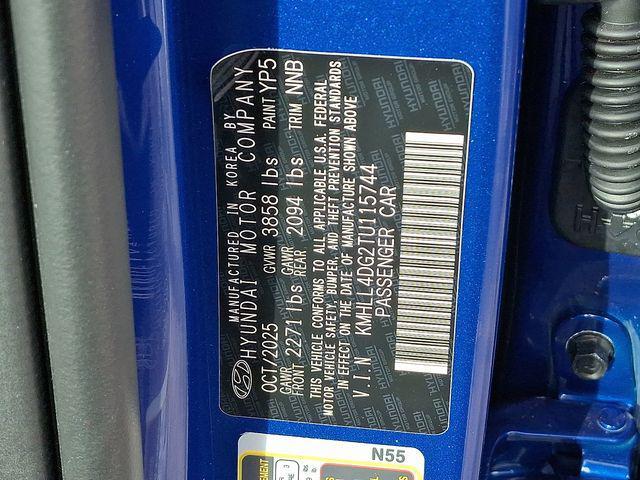 MANUFACTURED IN KOREA BY
HYUNDAI MOTOR COMPANY
OCT/2025 GVWR 3858 lbs PAINT YP5
GAWR FRONT 2271 lbs GAWR REAR 2094 lbs TRIM NNB
THIS VEHICLE CONFORMS TO ALL APPLICABLE U.S.A. FEDERAL
MOTOR VEHICLE SAFETY, BUMPER, AND THEFT PREVENTION STANDARDS
IN EFFECT ON THE DATE OF MANUFACTURE SHOWN ABOVE
V.I.N KMHLL4DG2TU115744
PASSENGER CAR
N55